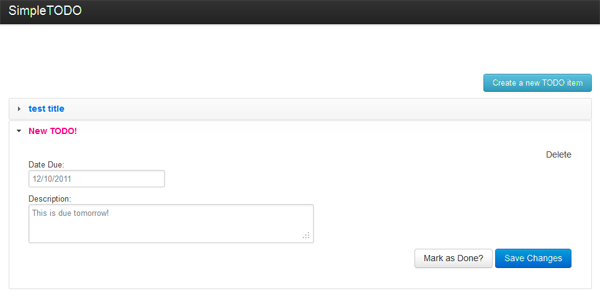 SimpleTODO
Create a new TODO item
test title
New TODO!
Delete
Date Due:
12/10/2011
Description:
This is due tomorrow!
Mark as Done? Save Changes